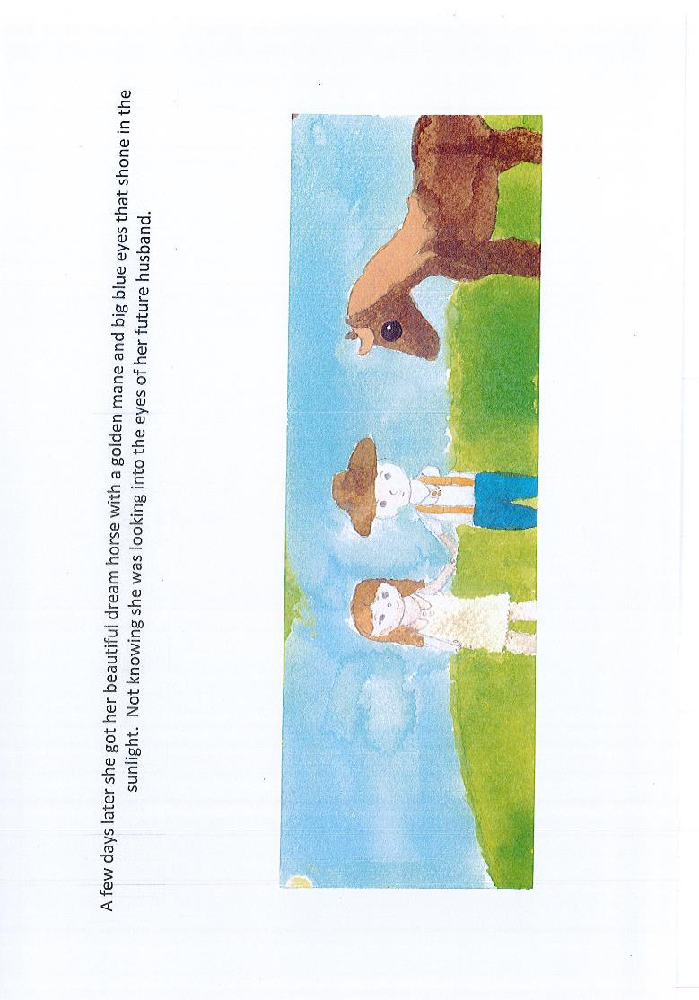 A few days later she got her beautiful dream horse with a golden mane and big blue eyes that shone in the
sunlight.  Not knowing she was looking into the eyes of her future husband.